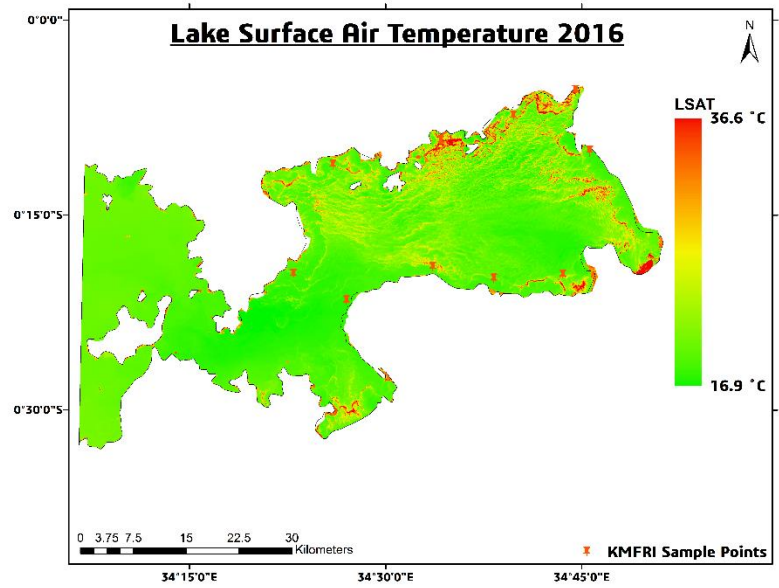 Lake Surface Air Temperature 2016
N
0°0'0"
0°15'0"S
0°30'0"S
LSAT
36.6 °C
16.9 °C
0 3.75 7.5 15 22.5 30
Kilometers
KMFRI Sample Points
34°15'0"E 34°30'0"E 34°45'0"E